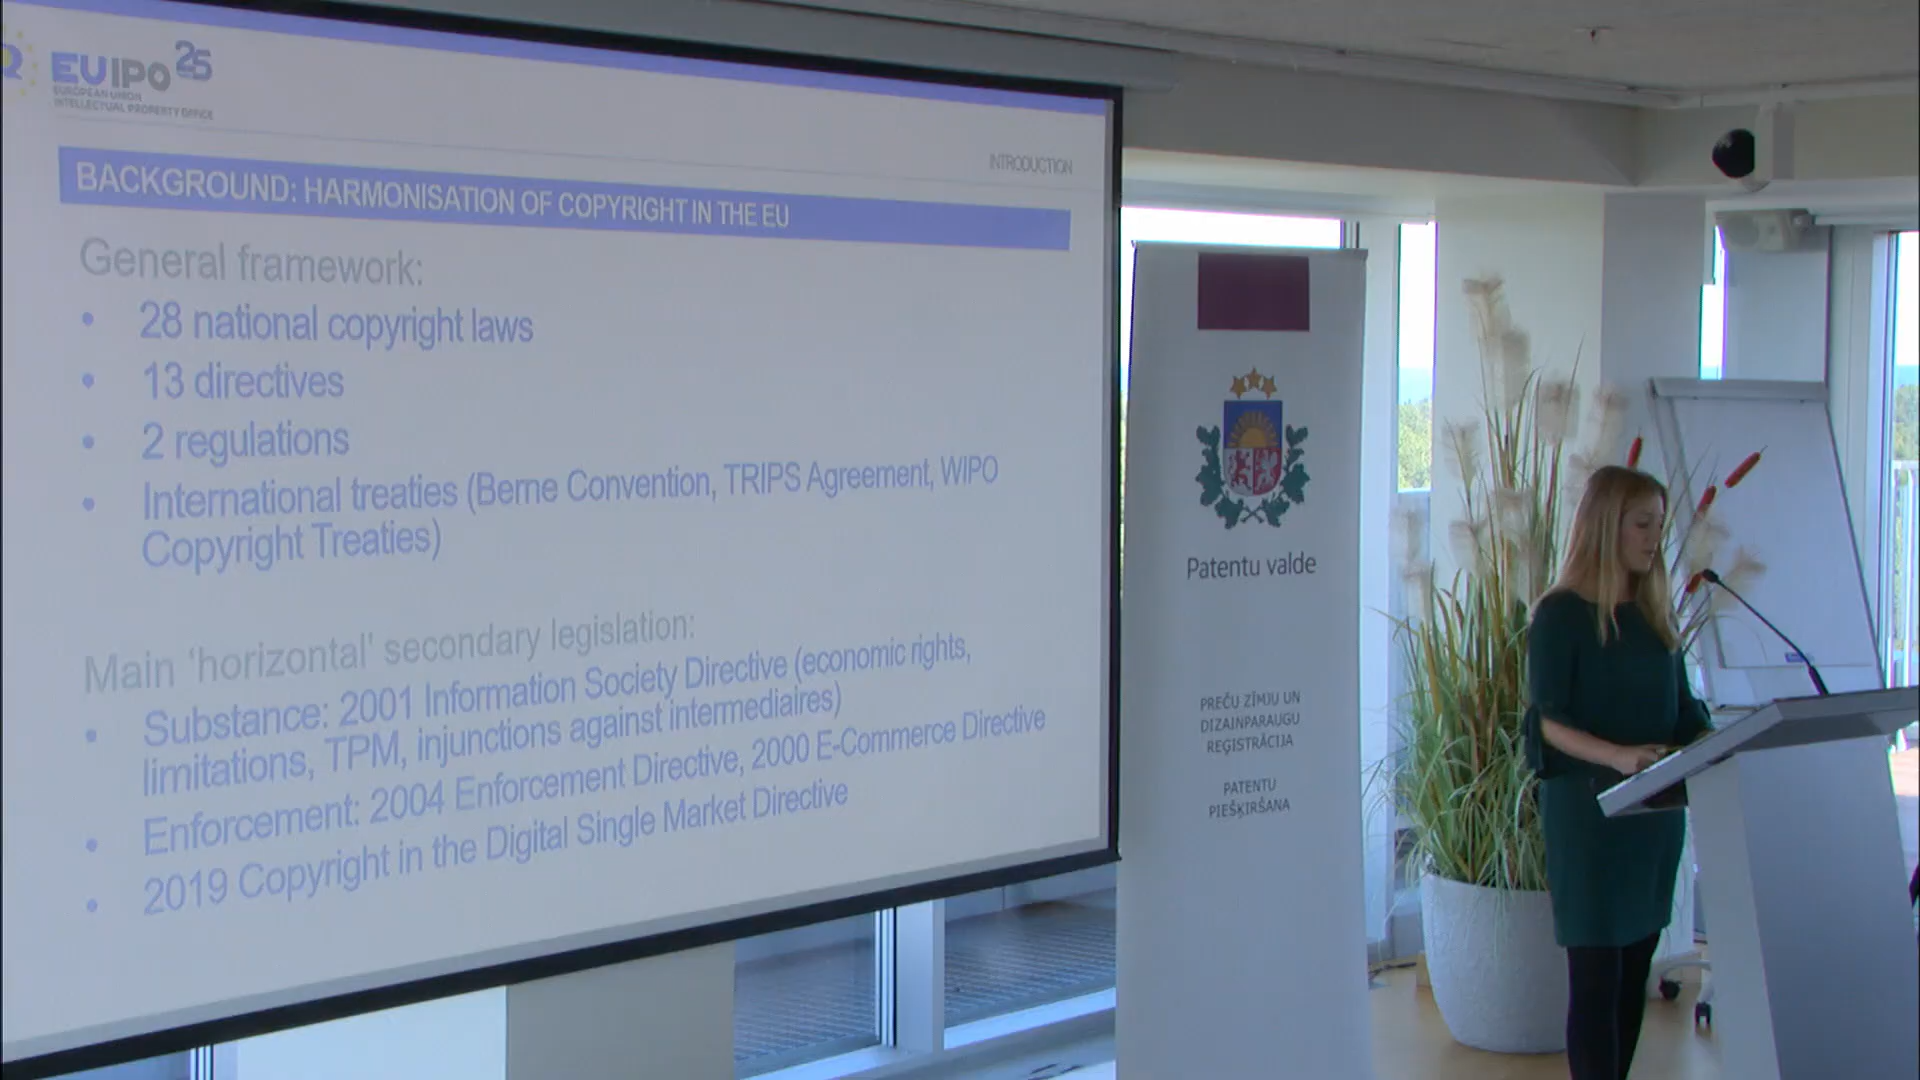 EUIPO 25
EUROPEAN UNION
INTELLECTUAL PROPERTY OFFICE
INTRODUCTION
BACKGROUND: HARMONISATION OF COPYRIGHT IN THE EU
General framework:
• 28 national copyright laws
• 13 directives
• 2 regulations
• International treaties (Berne Convention, TRIPS Agreement, WIPO
Copyright Treaties)
Main ‘horizontal’ secondary legislation:
• Substance: 2001 Information Society Directive (economic rights,
limitations, TPM, injunctions against intermediaires)
• Enforcement: 2004 Enforcement Directive, 2000 E-Commerce Directive
• 2019 Copyright in the Digital Single Market Directive
Patentu valde
PREČU ZĪMJU UN
DIZAINPARAUGU
REĢISTRĀCIJA
PATENTU
PIEŠĶIRŠANA